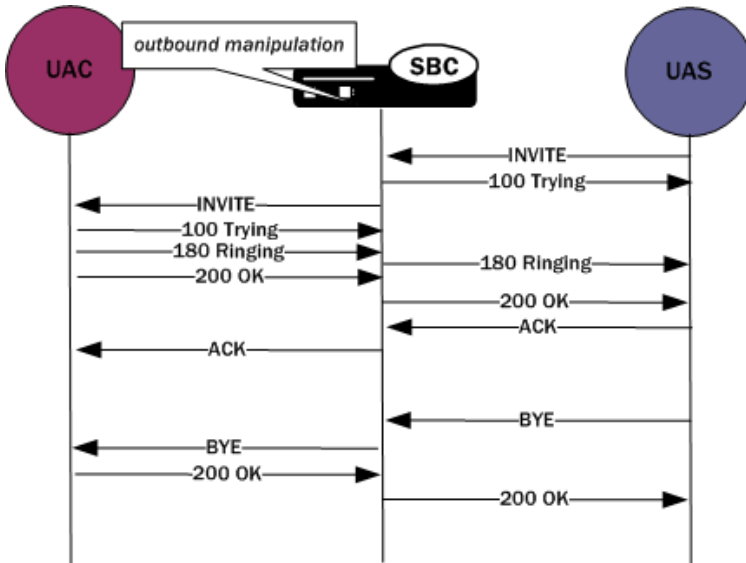 UAC
outbound manipulation
SBC
UAS
INVITE
100 Trying
INVITE
100 Trying
180 Ringing
180 Ringing
200 OK
200 OK
ACK
ACK
BYE
BYE
200 OK
200 OK